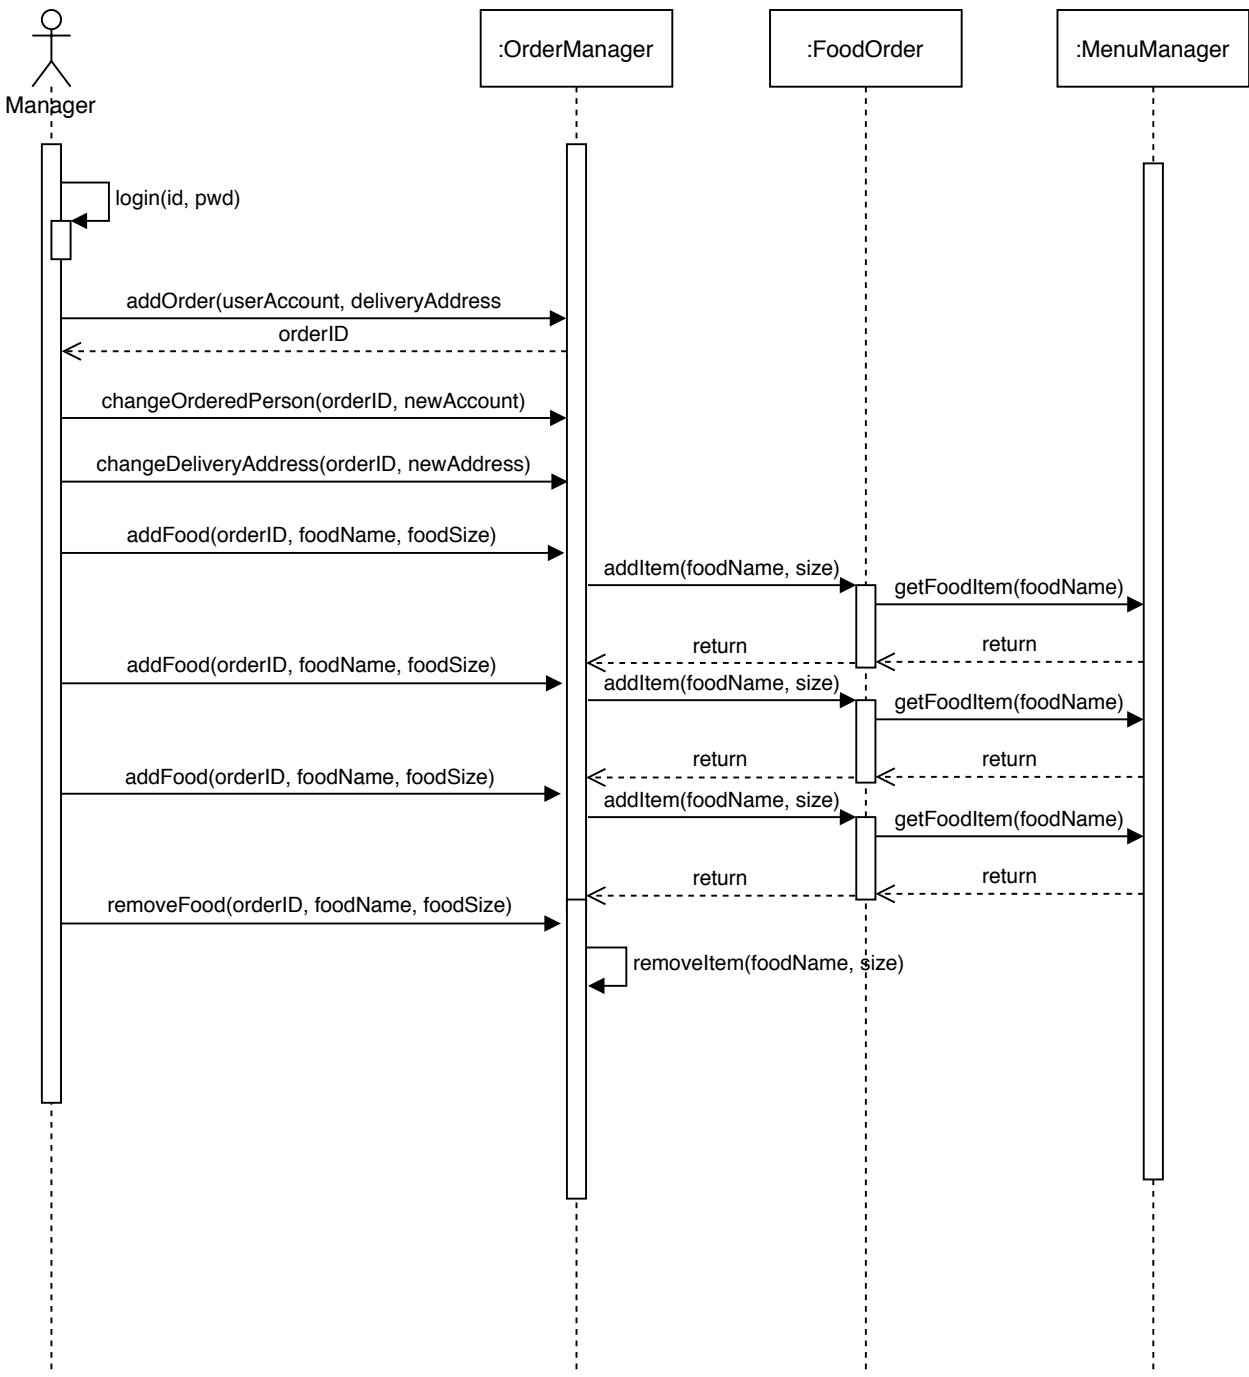 :OrderManager
:FoodOrder
:MenuManager
Manager
login(id, pwd)
addOrder(userAccount, deliveryAddress
orderID
changeOrderedPerson(orderID, newAccount)
changeDeliveryAddress(orderID, newAddress)
addFood(orderID, foodName, foodSize)
addItem(foodName, size)
getFoodItem(foodName)
return
return
addFood(orderID, foodName, foodSize)
addItem(foodName, size)
getFoodItem(foodName)
return
return
addFood(orderID, foodName, foodSize)
addItem(foodName, size)
getFoodItem(foodName)
return
return
removeFood(orderID, foodName, foodSize)
removeItem(foodName, size)